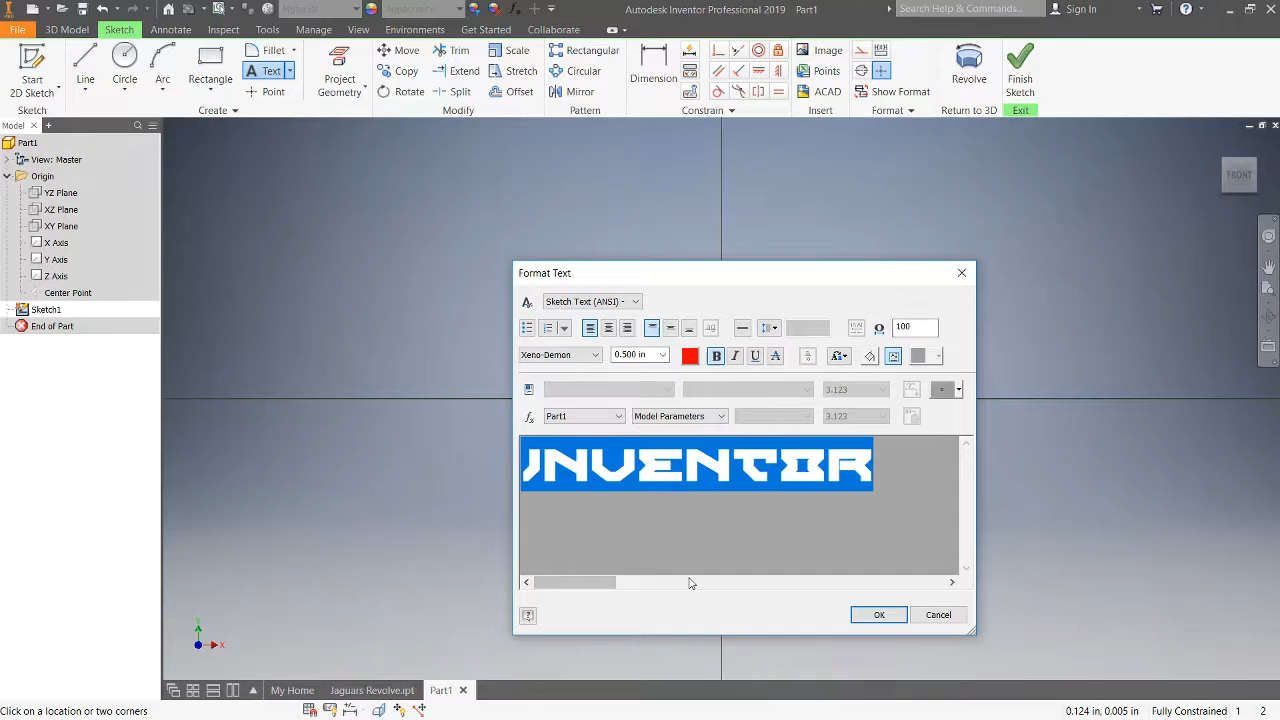 Material
Appearance
Autodesk Inventor Professional 2019 Part1
Search Help & Commands...
Sign In
File
3D Model
Sketch
Annotate
Inspect
Tools
Manage
View
Environments
Get Started
Collaborate
Start
2D Sketch
Line
Circle
Arc
Rectangle
Fillet
Text
Point
Project
Geometry
Move
Copy
Rotate
Trim
Extend
Split
Scale
Stretch
Offset
Rectangular
Circular
Mirror
Dimension
Image
Points
ACAD
Show Format
Revolve
Finish
Sketch
Sketch
Create
Modify
Pattern
Constrain
Insert
Format
Return to 3D
Exit
Model
Part1
View: Master
Origin
YZ Plane
XZ Plane
XY Plane
X Axis
Y Axis
Z Axis
Center Point
Sketch1
End of Part
FRONT
Format Text
Sketch Text (ANSI) -
100
Xeno-Demon
0.500 in
B I U A
3.123
Part1
Model Parameters
3.123
INVENTOR
OK
Cancel
Y
X
My Home
Jaguars Revolve.ipt
Part1
Click on a location or two corners
0.124 in, 0.005 in
Fully Constrained
1
2